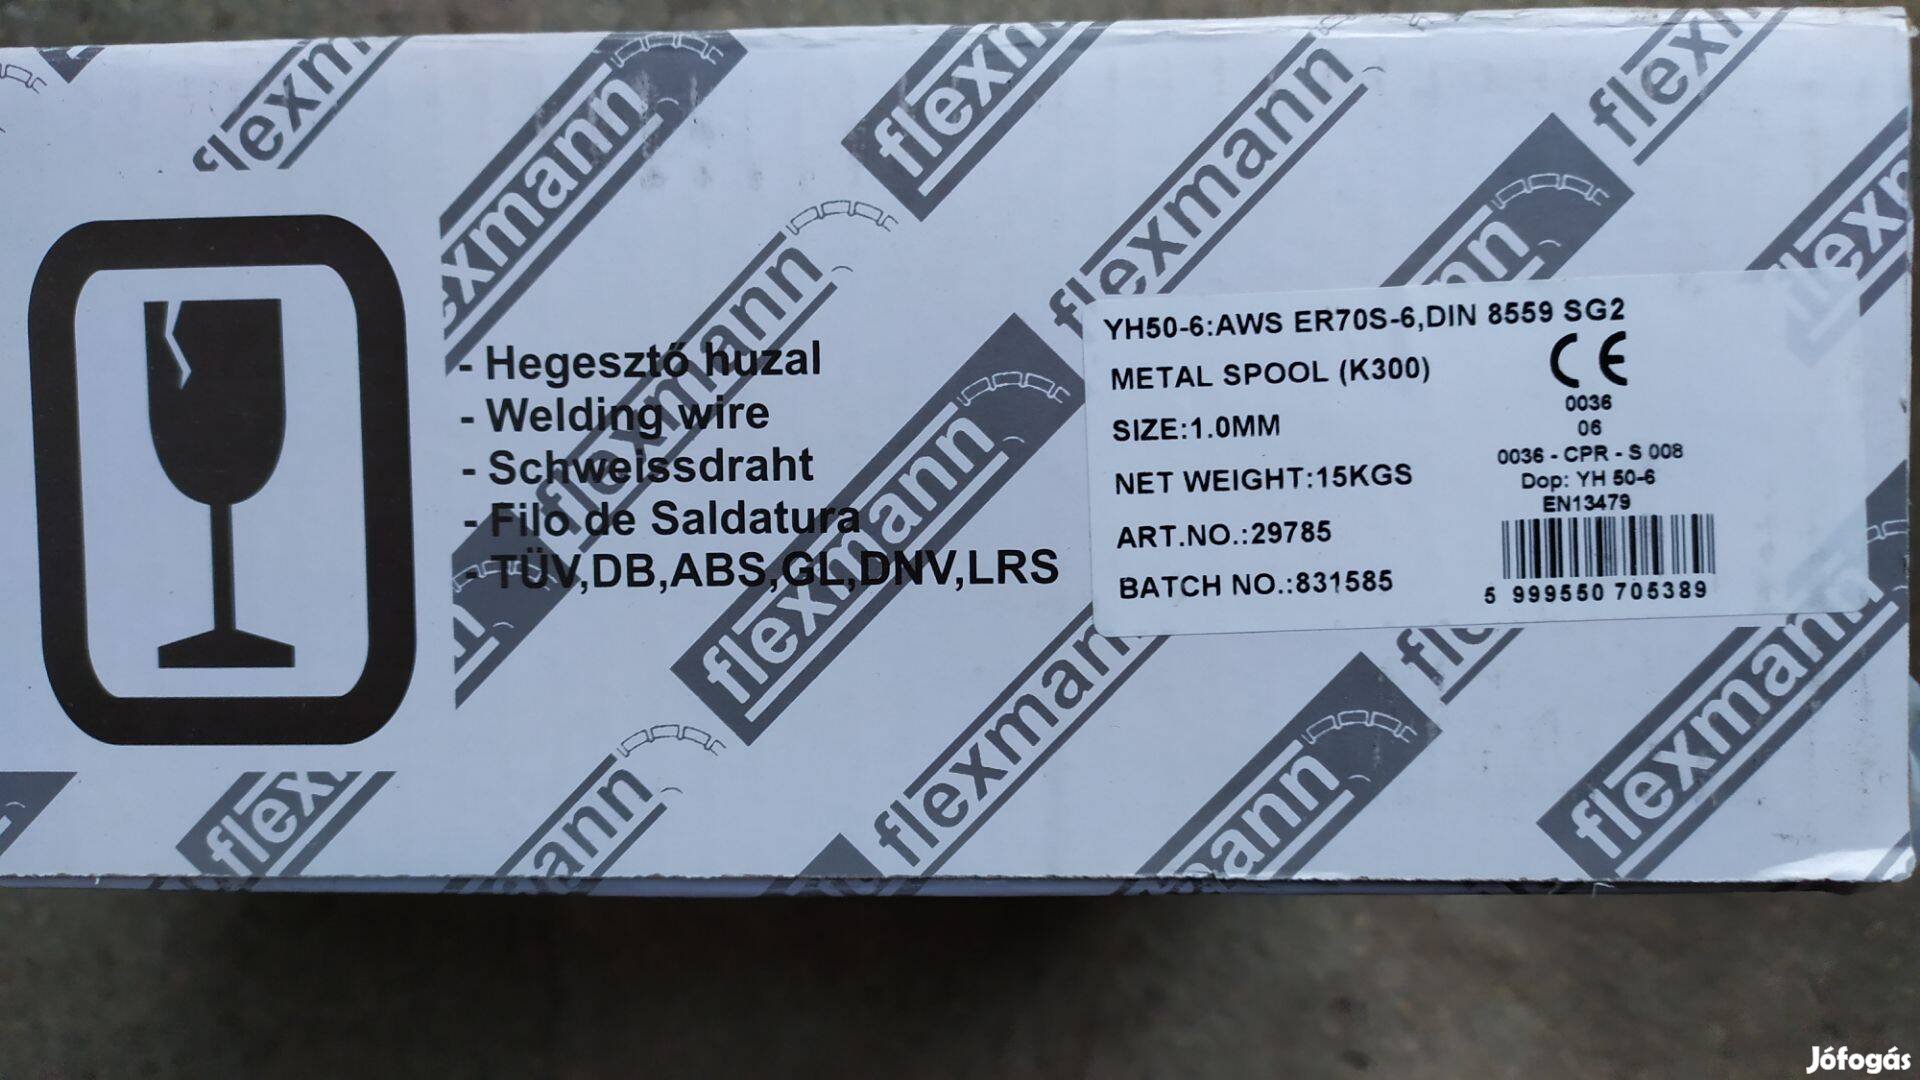 flexmann
- Hegesztő huzal
- Welding wire
- Schweissdraht
- Filo de Saldatura
- TÜV,DB,ABS,GL,DNV,LRS
YH50-6:AWS ER70S-6,DIN 8559 SG2
METAL SPOOL (K300)
SIZE:1.0MM
NET WEIGHT:15KGS
ART.NO.:29785
BATCH NO.:831585
CE
0036
06
0036 - CPR - S 008
Dop: YH 50-6
EN13479
5 999550 705389
Jófogás